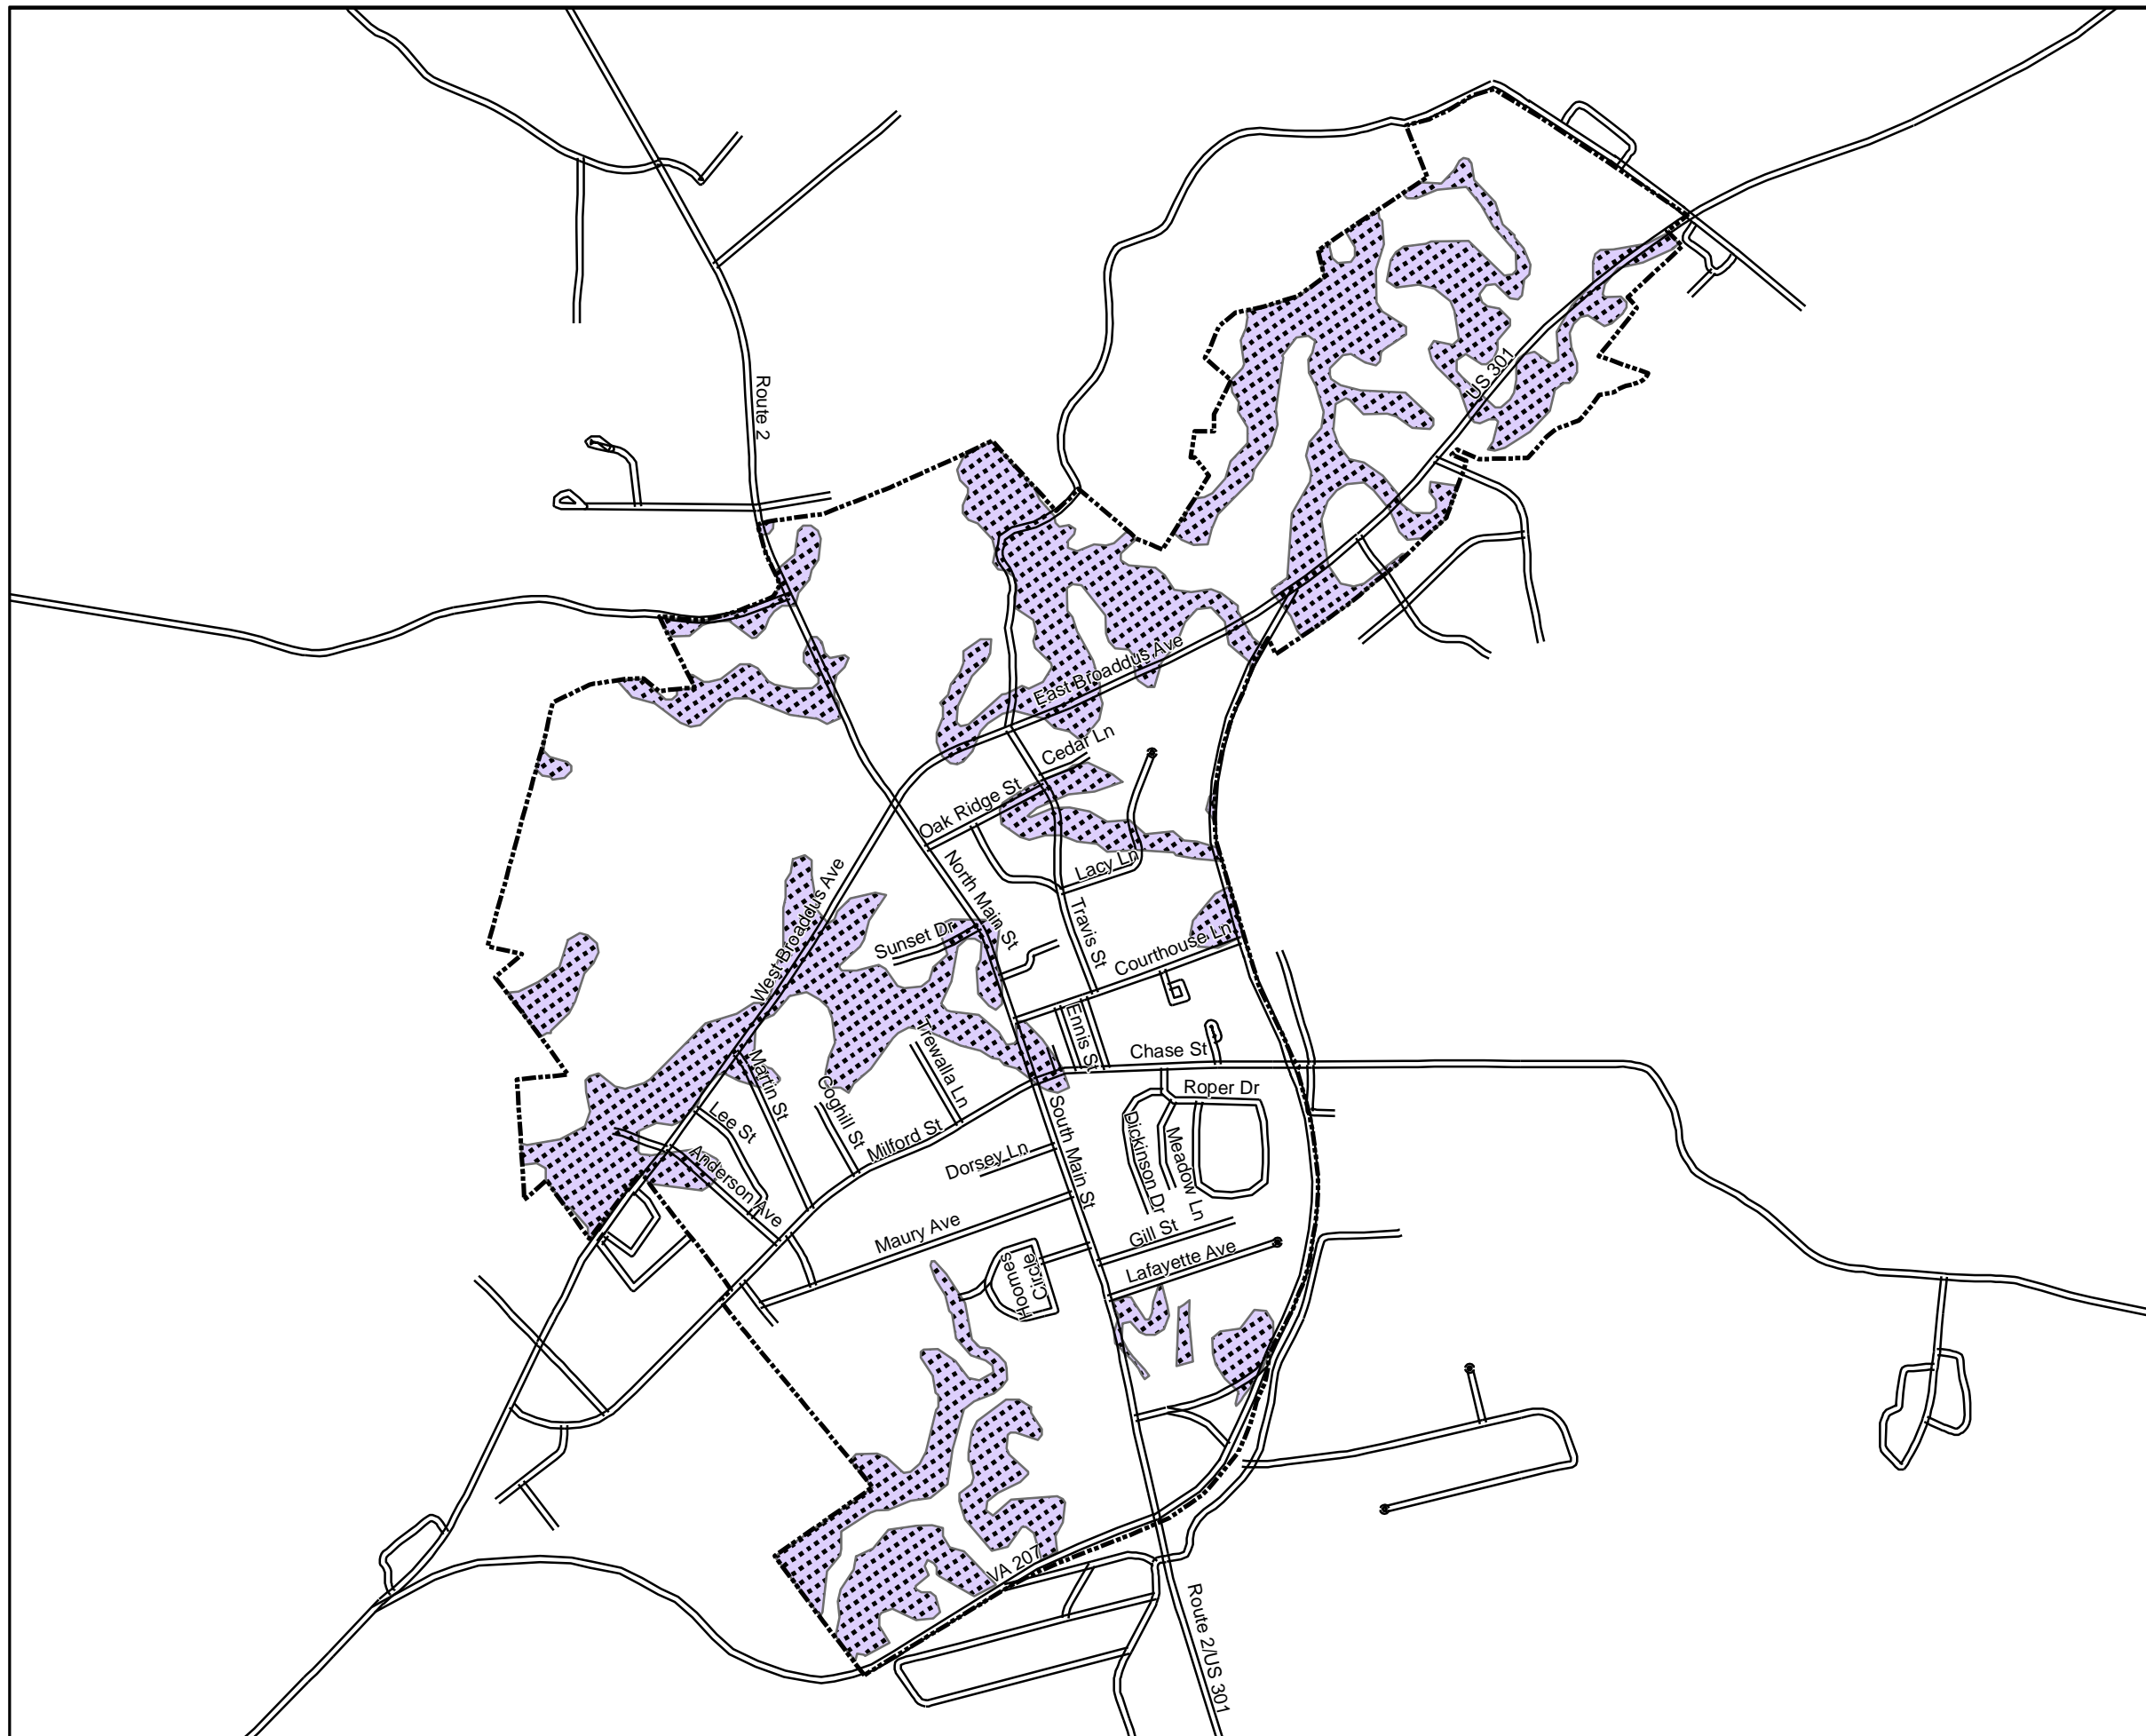 Route 2
US 301
East Broaddus Ave
Cedar Ln
Oak Ridge St
North Main St
Lacy Ln
West Broaddus Ave
Sunset Dr
Travis St
Courthouse Ln
Ennis St
Chase St
Trewalla Ln
Martin St
Coghill St
Roper Dr
Lee St
Milford St
South Main St
Dickinson Dr
Meadow Ln
Anderson Ave
Dorsey Ln
Maury Ave
Gill St
Lafayette Ave
Hoomes
Circle
VA 207
Route 2/US 301